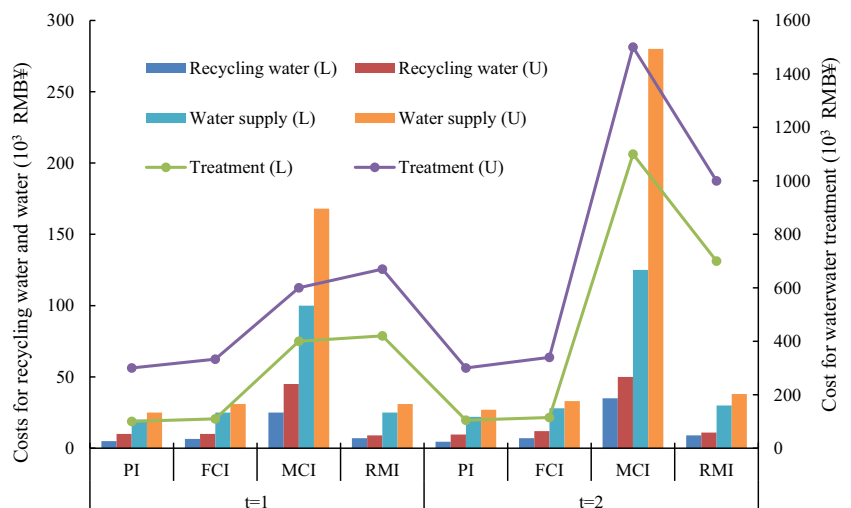 Costs for recycling water and water (10³ RMB¥)
300
250
200
150
100
50
0
Recycling water (L)
Recycling water (U)
Water supply (L)
Water supply (U)
Treatment (L)
Treatment (U)
1600
1400
1200
1000
800
600
400
200
0
Cost for waterwater treatment (10³ RMB¥)
PI FCI MCI RMI PI FCI MCI RMI
t=1 t=2